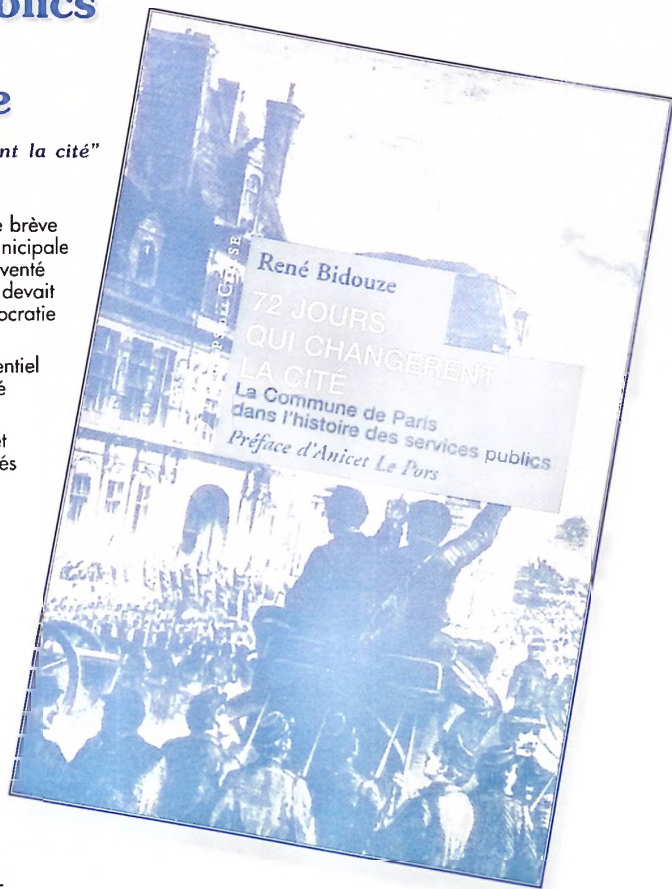 olics
e
nt la cité"
e brève
nicipale
venté
devait
ocratie
entiel
é
et
és
René Bidouze
72 JOURS
QUI CHANGÈRENT
LA CITÉ
La Commune de Paris
dans l'histoire des services publics
Préface d'Anicet Le Pors